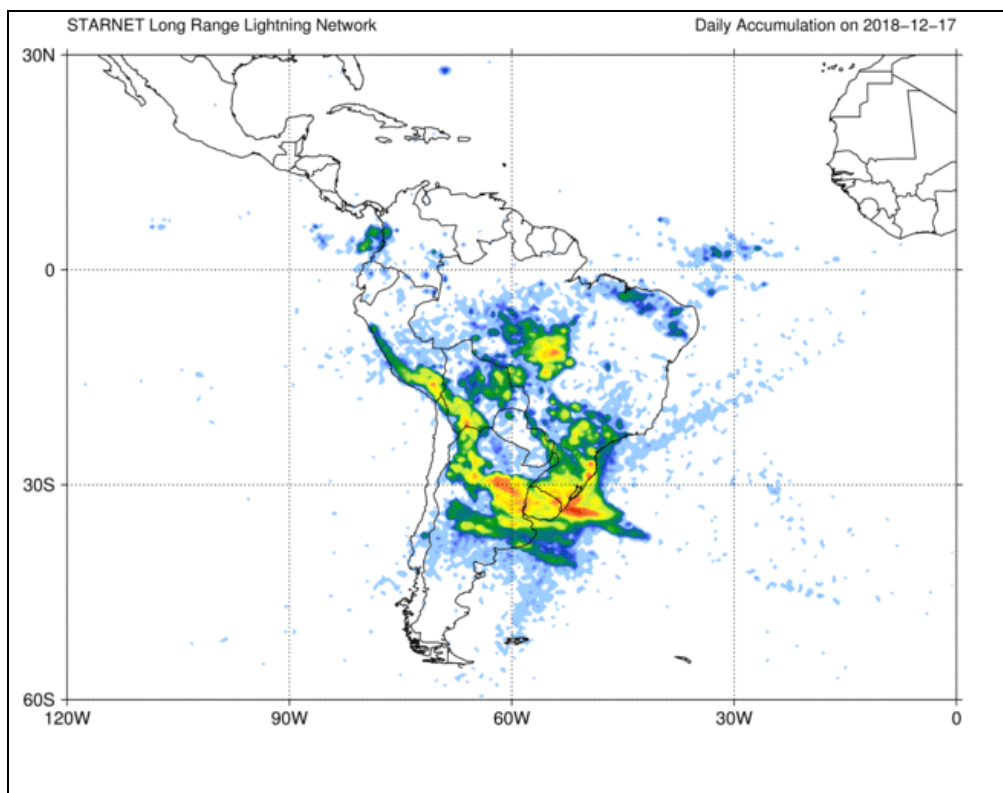 STARNET Long Range Lightning Network
Daily Accumulation on 2018−12−17
30N
0
30S
60S
120W
90W
60W
30W
0